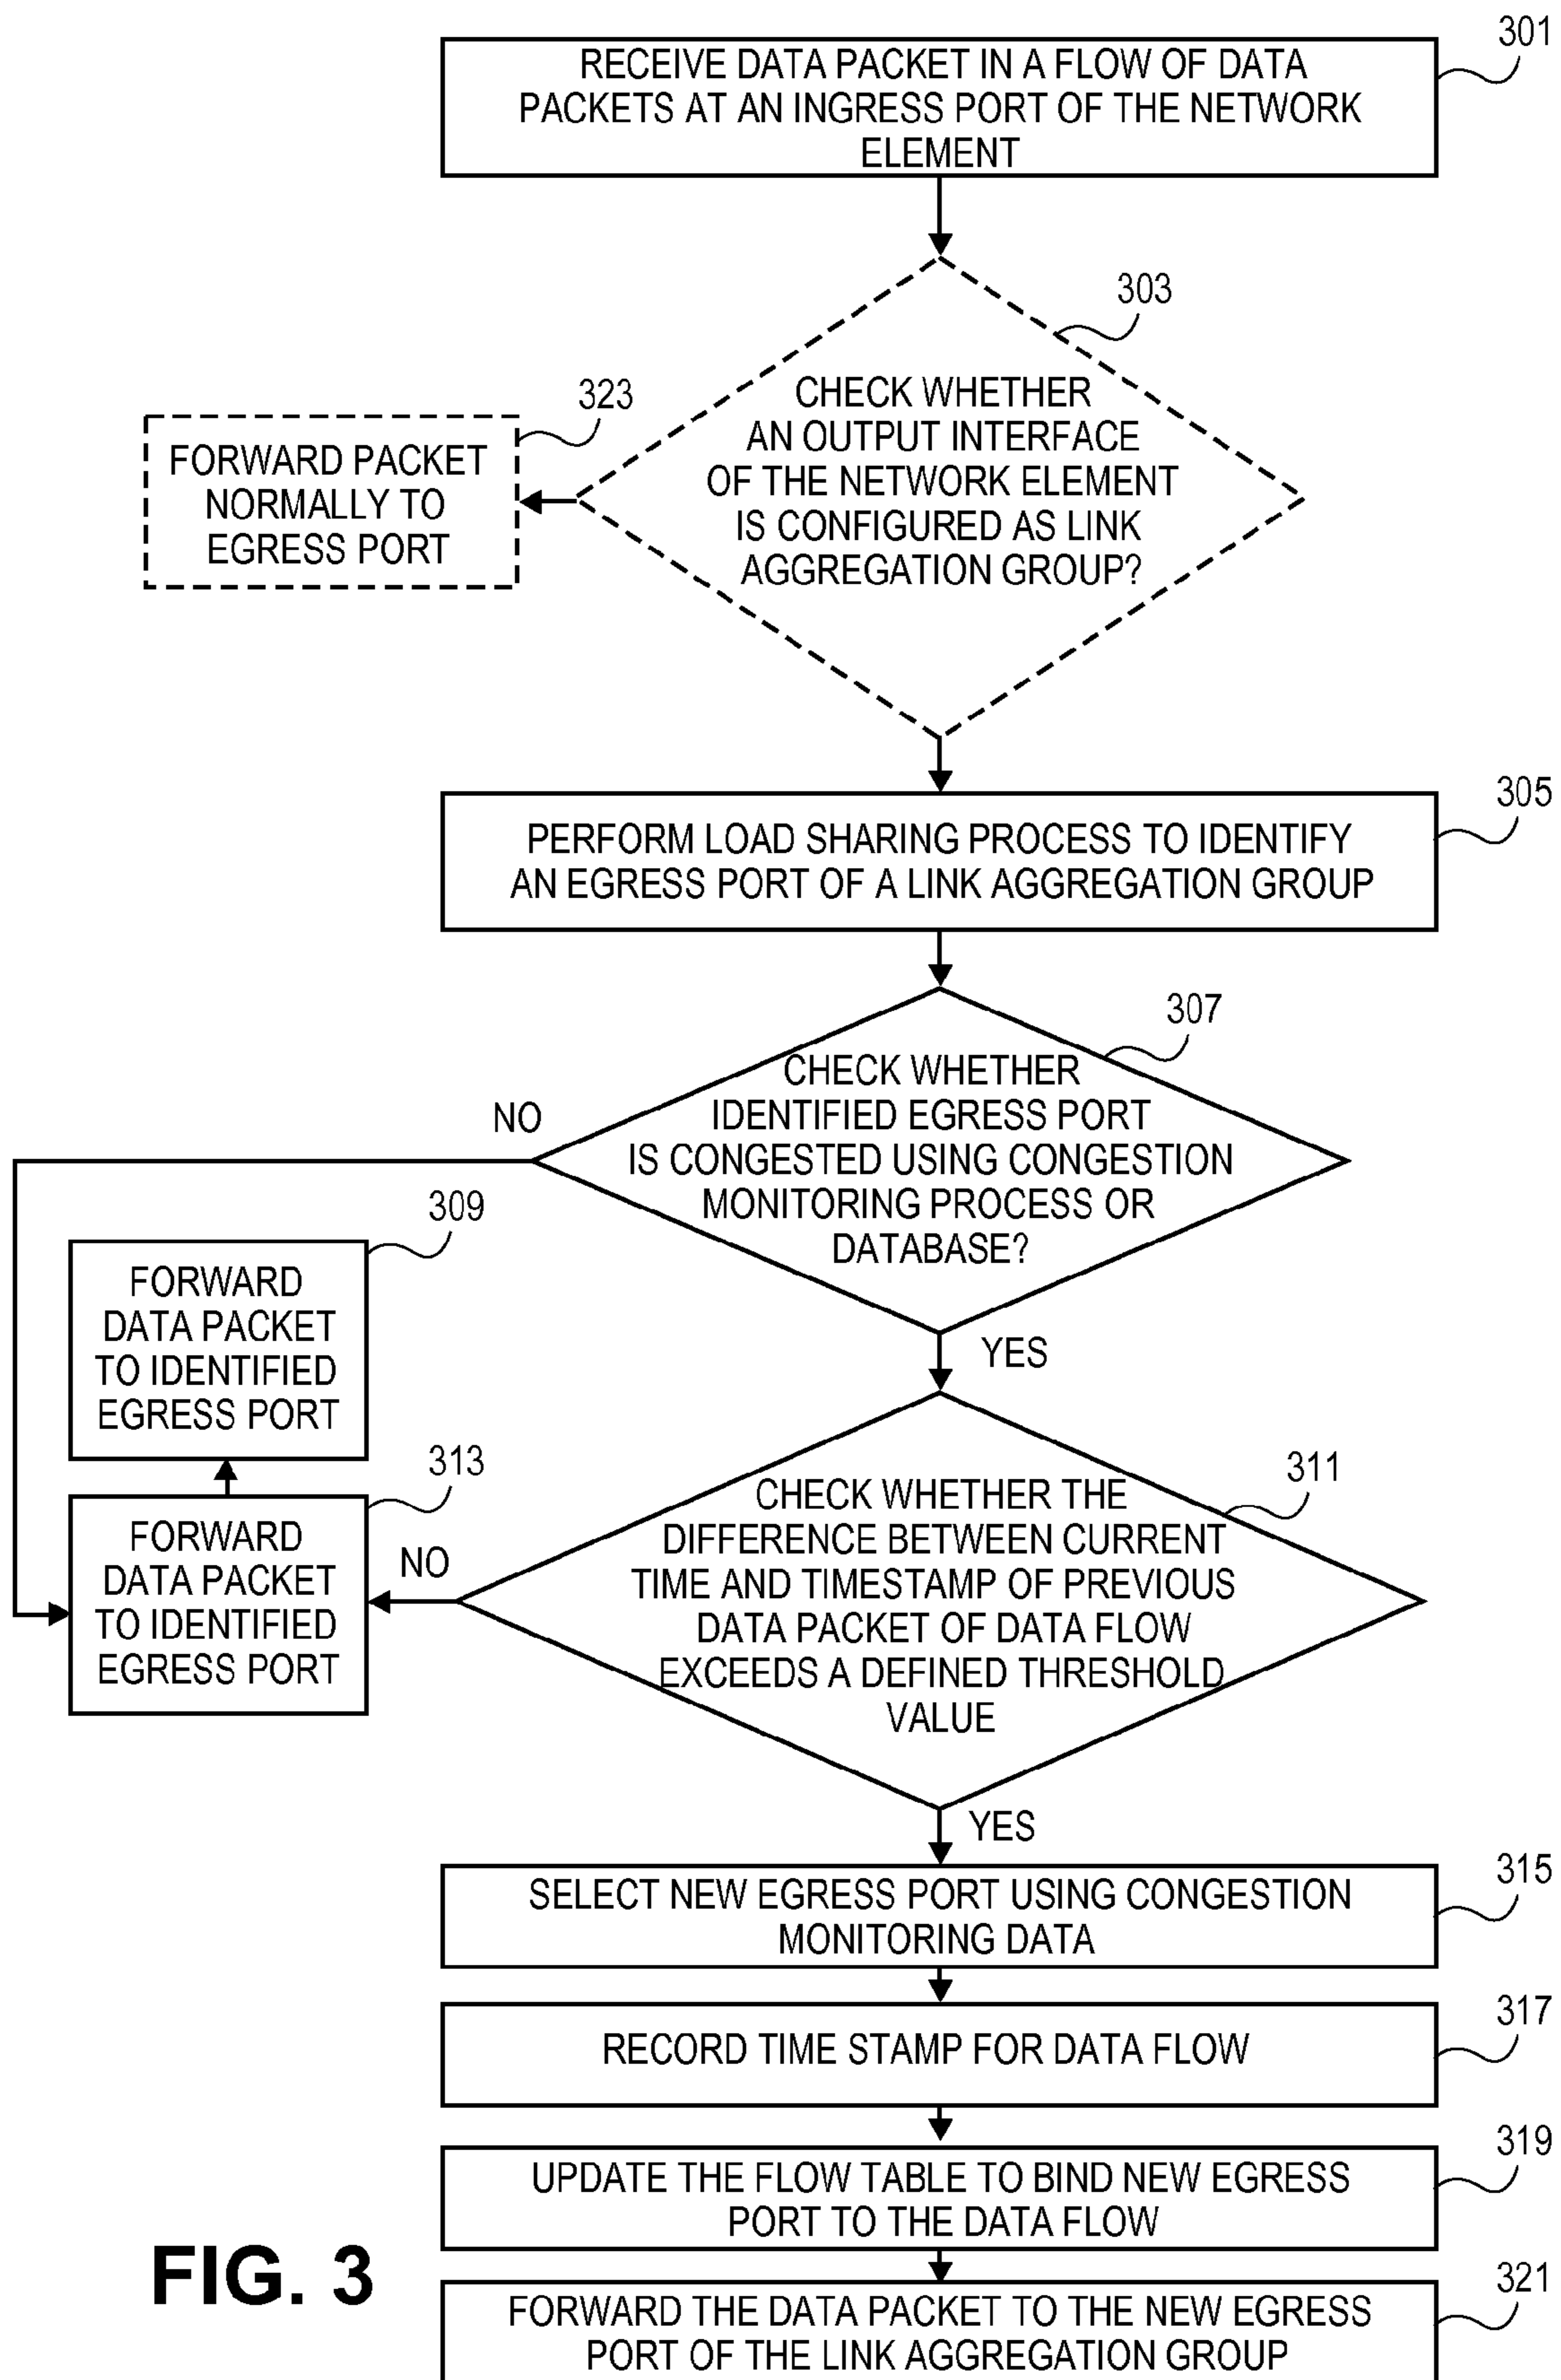 301
RECEIVE DATA PACKET IN A FLOW OF DATA
PACKETS AT AN INGRESS PORT OF THE NETWORK
ELEMENT
303
CHECK WHETHER
AN OUTPUT INTERFACE
OF THE NETWORK ELEMENT
IS CONFIGURED AS LINK
AGGREGATION GROUP?
323
FORWARD PACKET
NORMALLY TO
EGRESS PORT
305
PERFORM LOAD SHARING PROCESS TO IDENTIFY
AN EGRESS PORT OF A LINK AGGREGATION GROUP
307
CHECK WHETHER
IDENTIFIED EGRESS PORT
IS CONGESTED USING CONGESTION
MONITORING PROCESS OR
DATABASE?
NO
309
FORWARD
DATA PACKET
TO IDENTIFIED
EGRESS PORT
YES
313
FORWARD
DATA PACKET
TO IDENTIFIED
EGRESS PORT
NO
311
CHECK WHETHER THE
DIFFERENCE BETWEEN CURRENT
TIME AND TIMESTAMP OF PREVIOUS
DATA PACKET OF DATA FLOW
EXCEEDS A DEFINED THRESHOLD
VALUE
YES
315
SELECT NEW EGRESS PORT USING CONGESTION
MONITORING DATA
317
RECORD TIME STAMP FOR DATA FLOW
319
UPDATE THE FLOW TABLE TO BIND NEW EGRESS
PORT TO THE DATA FLOW
321
FORWARD THE DATA PACKET TO THE NEW EGRESS
PORT OF THE LINK AGGREGATION GROUP
FIG. 3